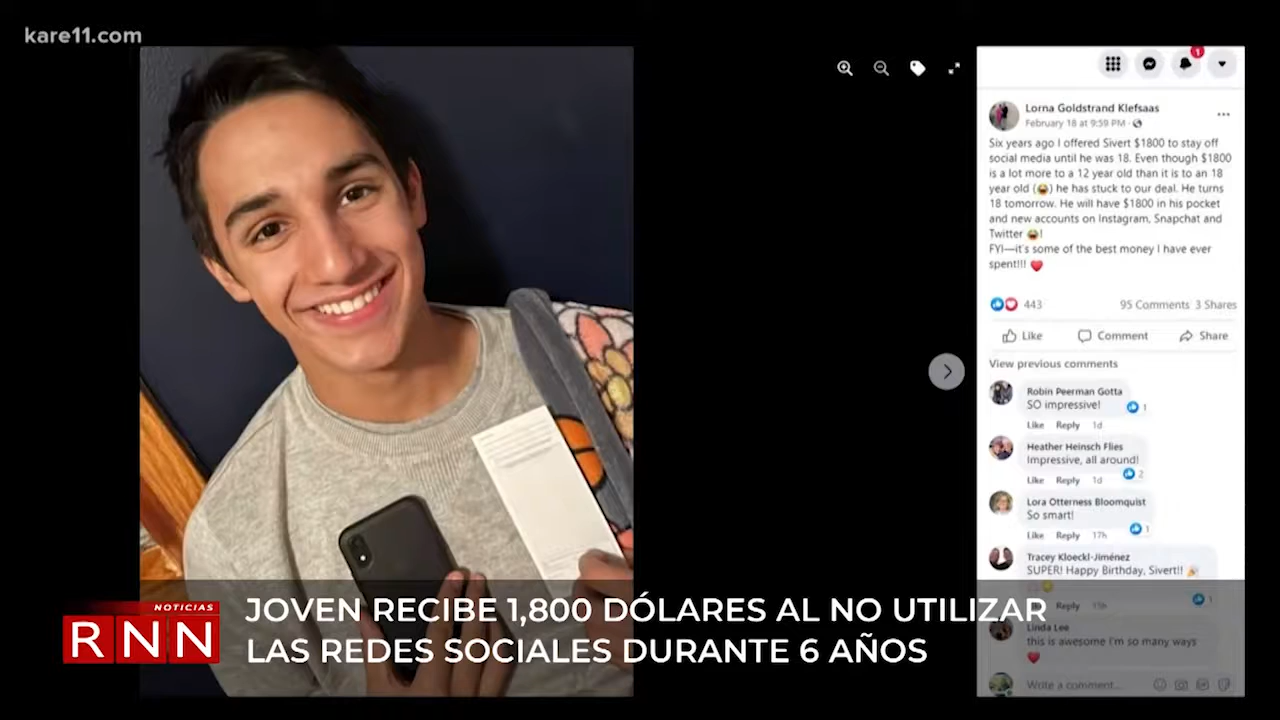 kare11.com
1
Lorna Goldstrand Klefsaas
February 18 at 9:59 PM ·
Six years ago I offered Sivert $1800 to stay off
social media until he was 18. Even though $1800
is a lot more to a 12 year old than it is to an 18
year old (😂) he has stuck to our deal. He turns
18 tomorrow. He will have $1800 in his pocket
and new accounts on Instagram, Snapchat and
Twitter 😂!
FYI—it's some of the best money I have ever
spent!!! ❤️
443
95 Comments 3 Shares
Like Comment Share
View previous comments
Robin Peerman Gotta
SO impressive!
1
Like Reply 1d
Heather Heinsch Flies
Impressive, all around!
2
Like Reply 1d
Lora Otterness Bloomquist
So smart!
1
Like Reply 17h
Tracey Kloeckl-Jiménez
SUPER! Happy Birthday, Sivert!! 🎉
1
Reply 15h
Linda Lee
this is awesome I'm so many ways
❤️
Write a comment...
NOTICIAS
RNN
JOVEN RECIBE 1,800 DÓLARES AL NO UTILIZAR
LAS REDES SOCIALES DURANTE 6 AÑOS